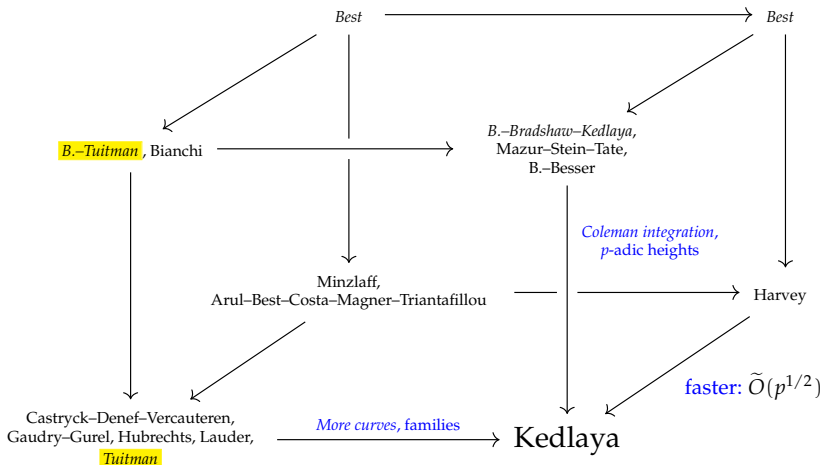 Best
Best
B.–Tuitman, Bianchi
B.–Bradshaw–Kedlaya,
Mazur–Stein–Tate,
B.–Besser
Coleman integration,
p-adic heights
Minzlaff,
Arul–Best–Costa–Magner–Triantafillou
Harvey
faster: Õ(p^{1/2})
Castryck–Denef–Vercauteren,
Gaudry–Gurel, Hubrechts, Lauder,
Tuitman
More curves, families
Kedlaya